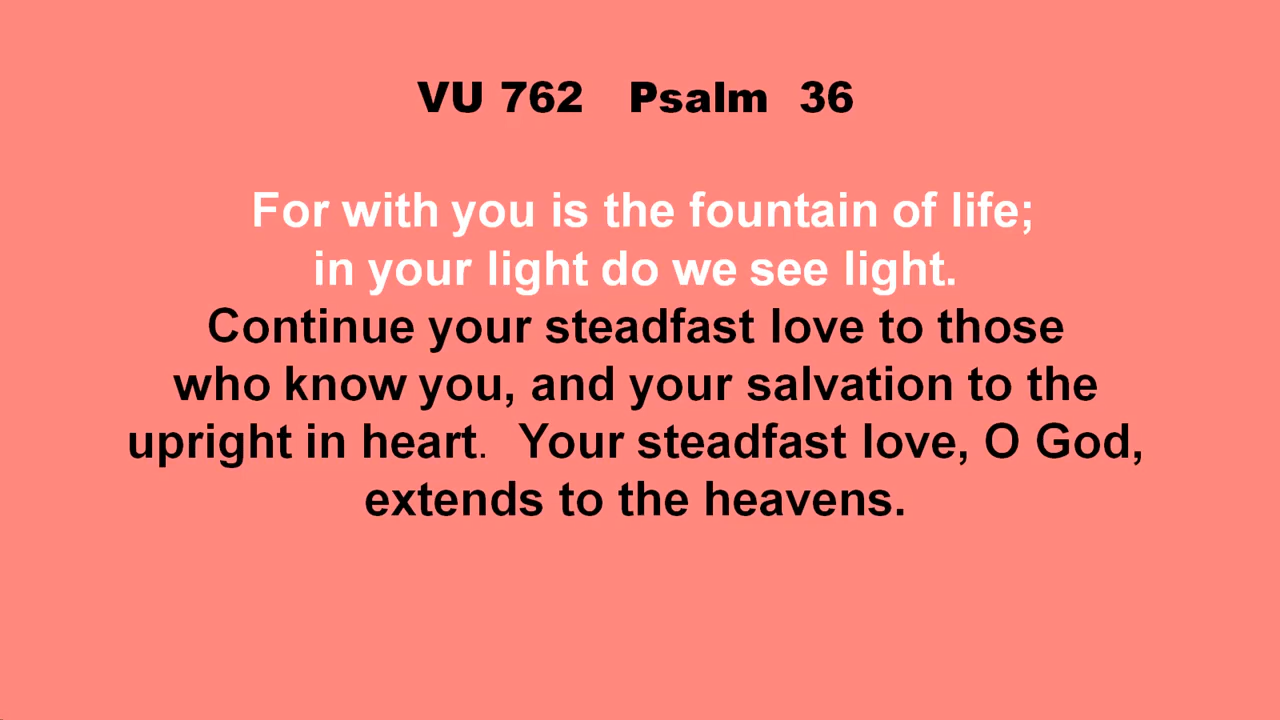 VU 762 Psalm 36
For with you is the fountain of life;
in your light do we see light.
Continue your steadfast love to those
who know you, and your salvation to the
upright in heart. Your steadfast love, O God,
extends to the heavens.